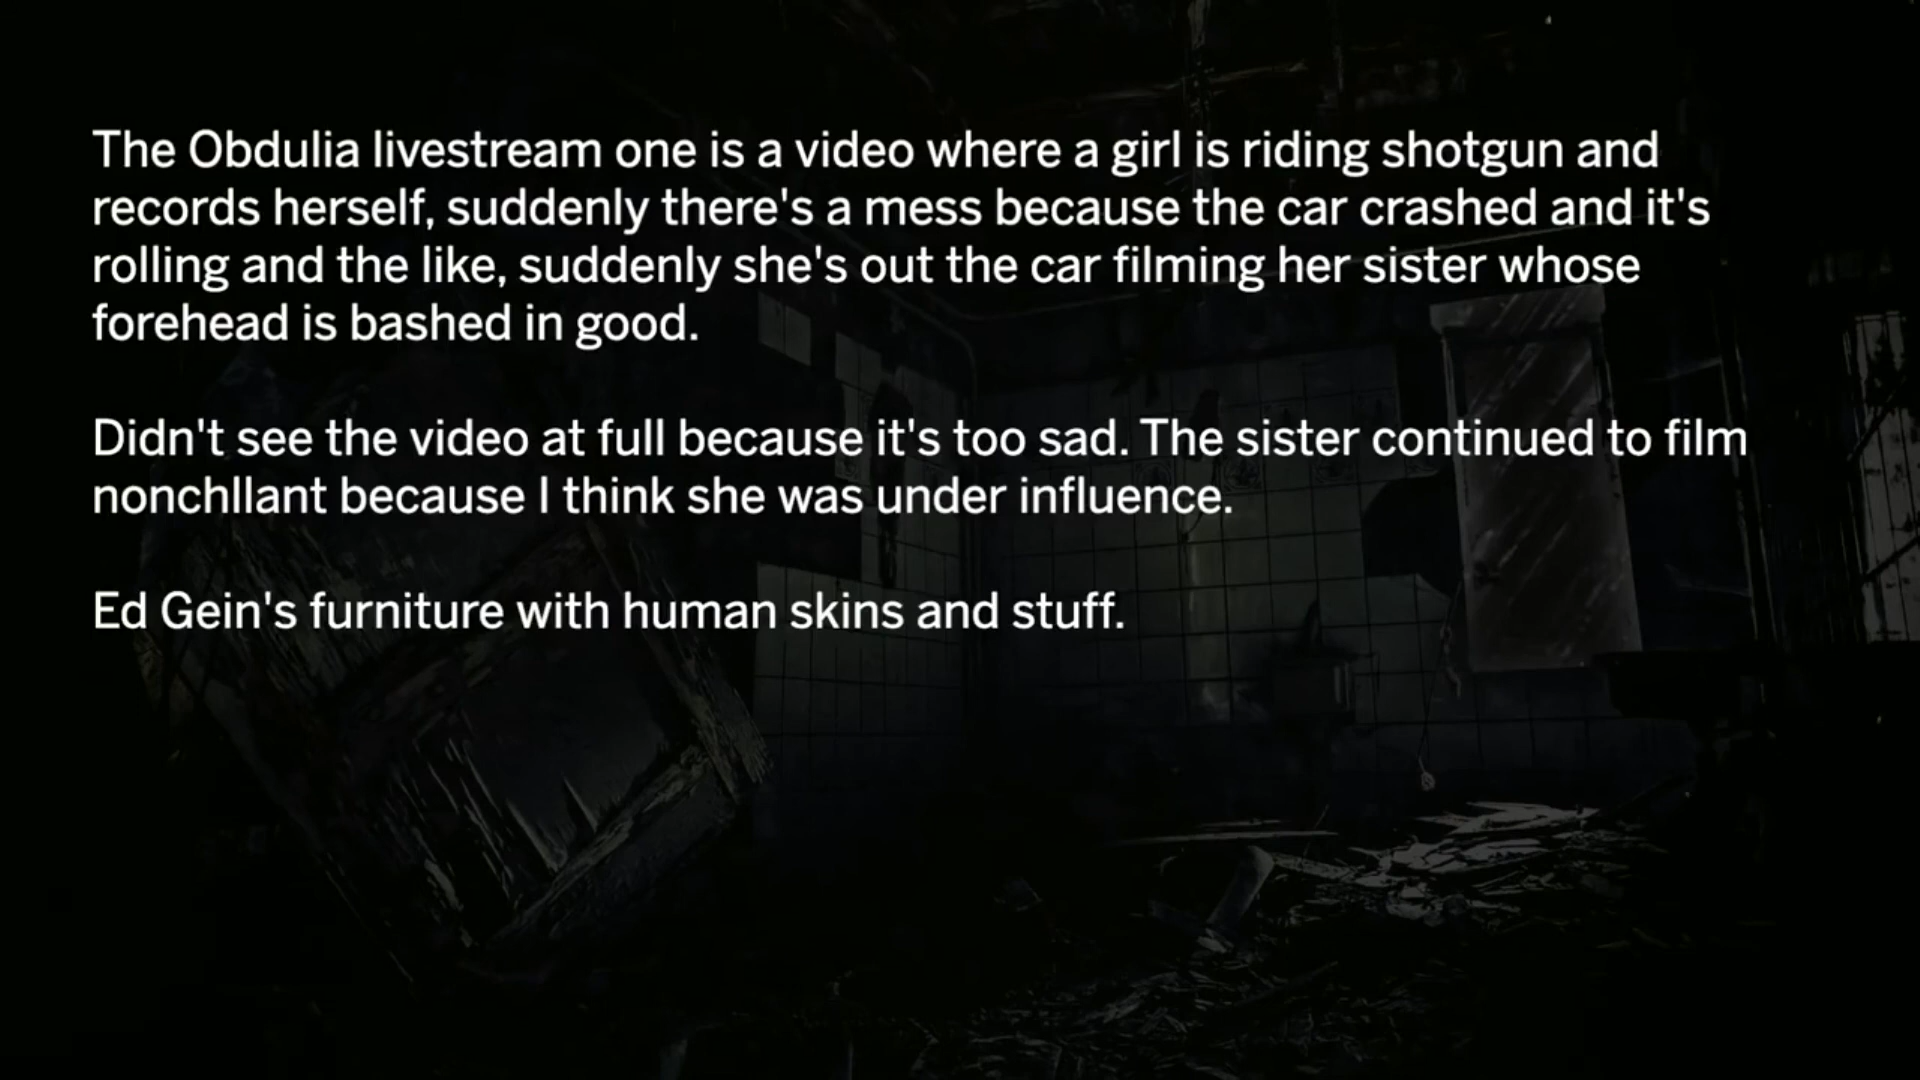 The Obdulia livestream one is a video where a girl is riding shotgun and
records herself, suddenly there's a mess because the car crashed and it's
rolling and the like, suddenly she's out the car filming her sister whose
forehead is bashed in good.
Didn't see the video at full because it's too sad. The sister continued to film
nonchllant because I think she was under influence.
Ed Gein's furniture with human skins and stuff.